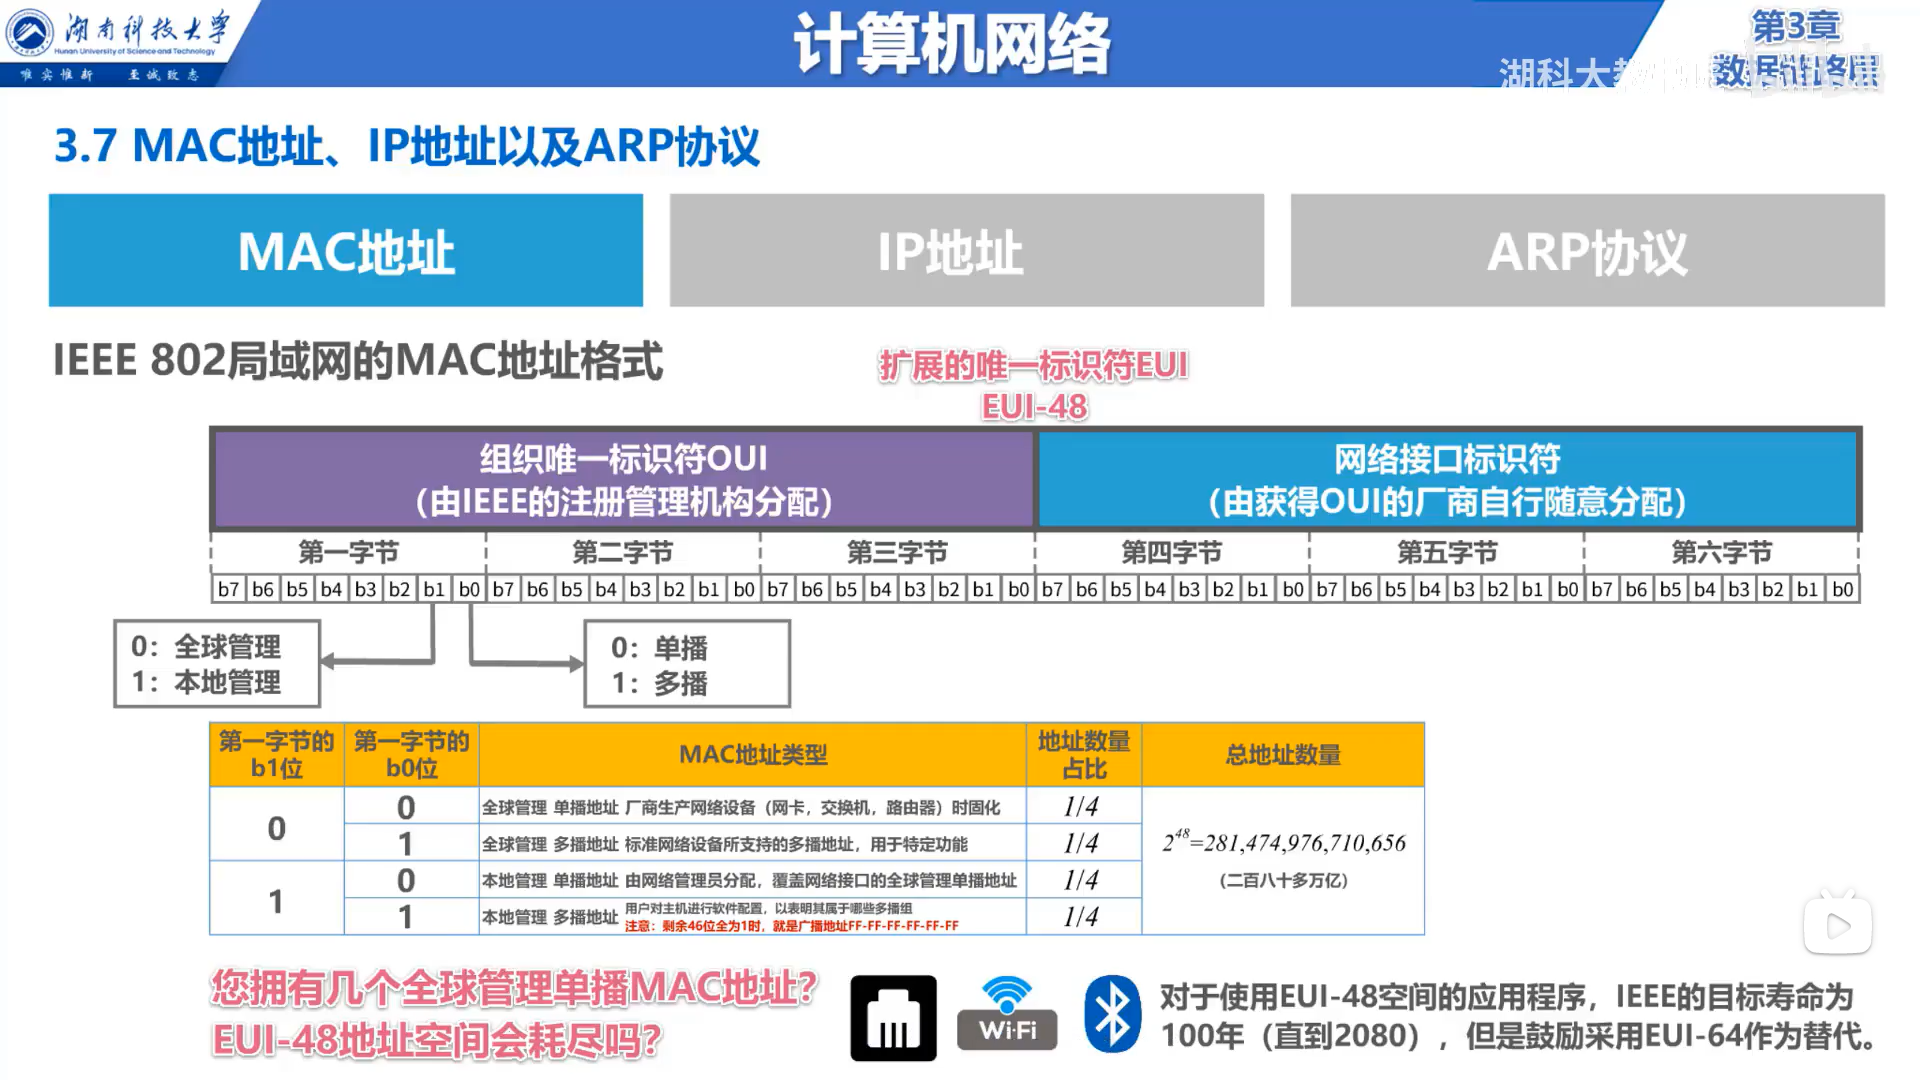 湖南科技大学
Hunan University of Science and Technology
唯实惟新 至诚致志
计算机网络
第3章
数据链路层
湖科大教
3.7 MAC地址、IP地址以及ARP协议
MAC地址 IP地址 ARP协议
IEEE 802局域网的MAC地址格式
扩展的唯一标识符EUI
EUI-48
组织唯一标识符OUI
（由IEEE的注册管理机构分配）
网络接口标识符
（由获得OUI的厂商自行随意分配）
第一字节 第二字节 第三字节 第四字节 第五字节 第六字节
b7 b6 b5 b4 b3 b2 b1 b0 b7 b6 b5 b4 b3 b2 b1 b0 b7 b6 b5 b4 b3 b2 b1 b0 b7 b6 b5 b4 b3 b2 b1 b0 b7 b6 b5 b4 b3 b2 b1 b0 b7 b6 b5 b4 b3 b2 b1 b0
0：全球管理
1：本地管理
0：单播
1：多播
第一字节的
b1位
第一字节的
b0位
MAC地址类型
地址数量
占比
总地址数量
0
0 全球管理 单播地址 厂商生产网络设备（网卡，交换机，路由器）时固化 1/4
1 全球管理 多播地址 标准网络设备所支持的多播地址，用于特定功能 1/4
1
0 本地管理 单播地址 由网络管理员分配，覆盖网络接口的全球管理单播地址 1/4
1 本地管理 多播地址 用户对主机进行软件配置，以表明其属于哪些多播组
注意：剩余46位全为1时，就是广播地址FF-FF-FF-FF-FF-FF
1/4
2^48=281,474,976,710,656
（二百八十多万亿）
您拥有几个全球管理单播MAC地址？
EUI-48地址空间会耗尽吗？
Wi-Fi
对于使用EUI-48空间的应用程序，IEEE的目标寿命为
100年（直到2080），但是鼓励采用EUI-64作为替代。